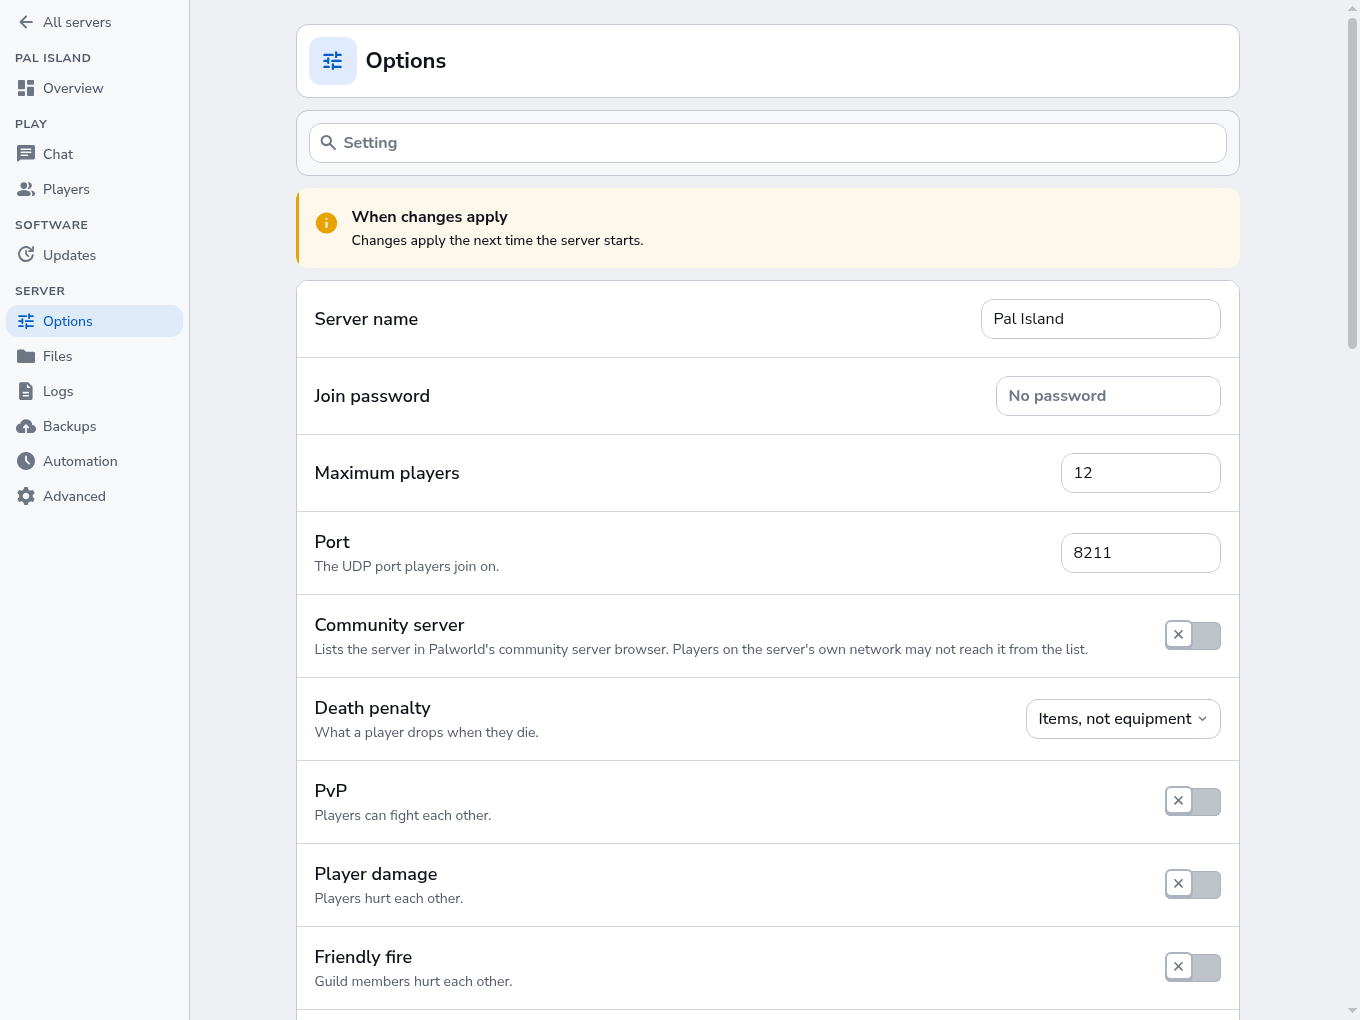 All servers
PAL ISLAND
Overview
PLAY
Chat
Players
SOFTWARE
Updates
SERVER
Options
Files
Logs
Backups
Automation
Advanced
Options
Setting
When changes apply
Changes apply the next time the server starts.
Server name
Pal Island
Join password
No password
Maximum players
12
Port
The UDP port players join on.
8211
Community server
Lists the server in Palworld's community server browser. Players on the server's own network may not reach it from the list.
Death penalty
What a player drops when they die.
Items, not equipment
PvP
Players can fight each other.
Player damage
Players hurt each other.
Friendly fire
Guild members hurt each other.